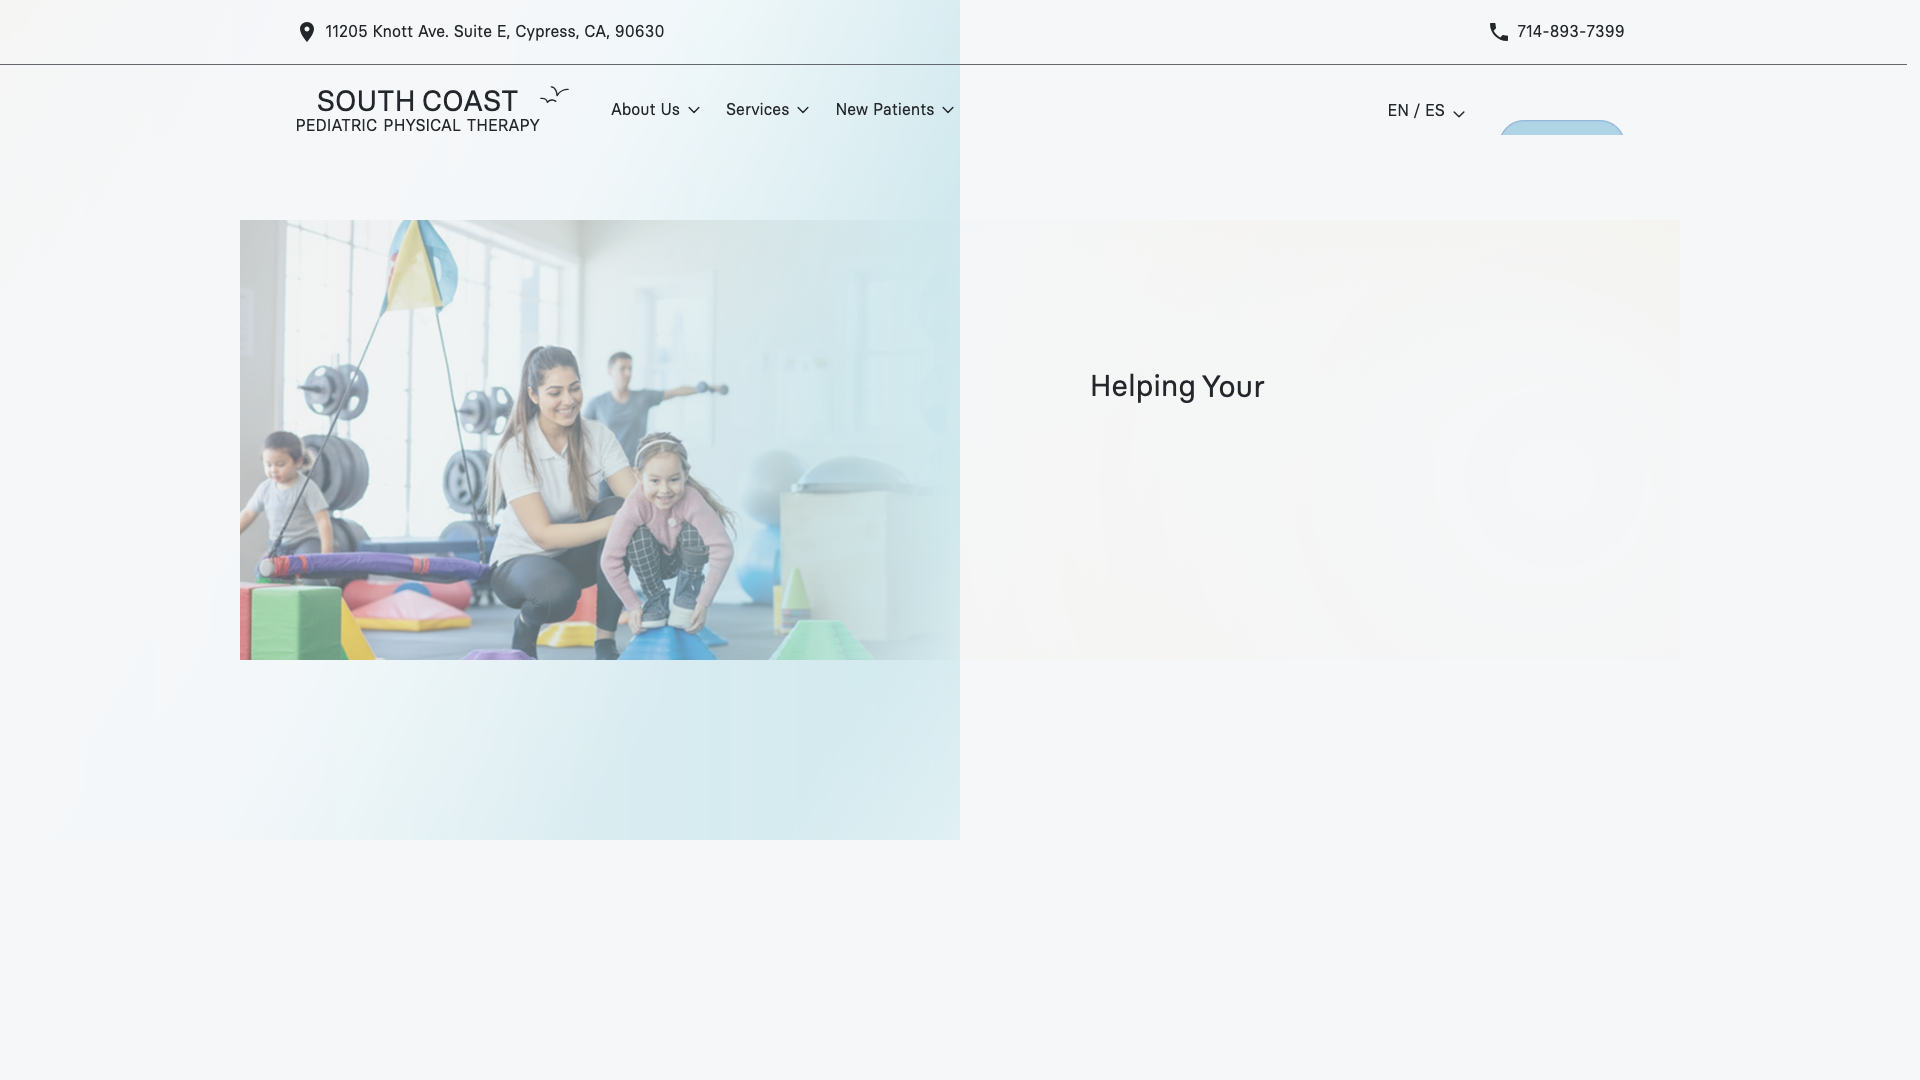 11205 Knott Ave. Suite E, Cypress, CA, 90630
714-893-7399
SOUTH COAST
PEDIATRIC PHYSICAL THERAPY
About Us
Services
New Patients
EN / ES
Helping Your